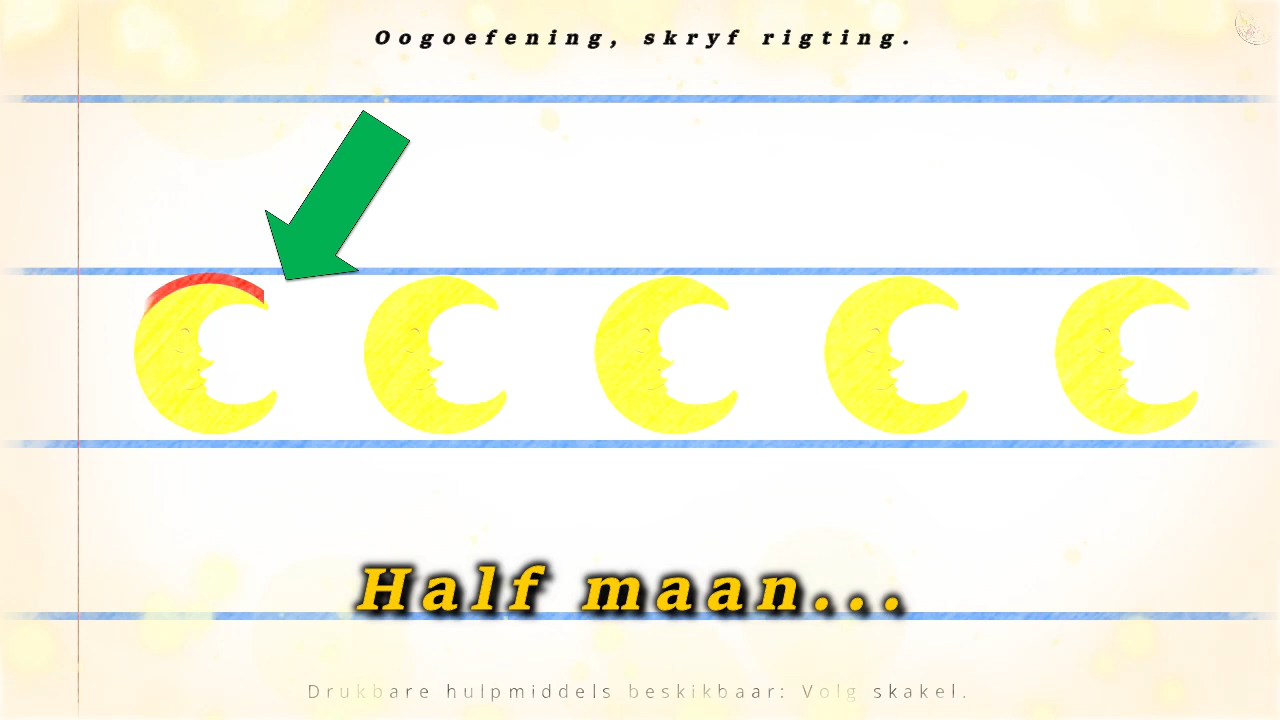 Oogoefening, skryf rigting.
Half maan...
Drukbare hulpmiddels beskikbaar: Volg skakel.